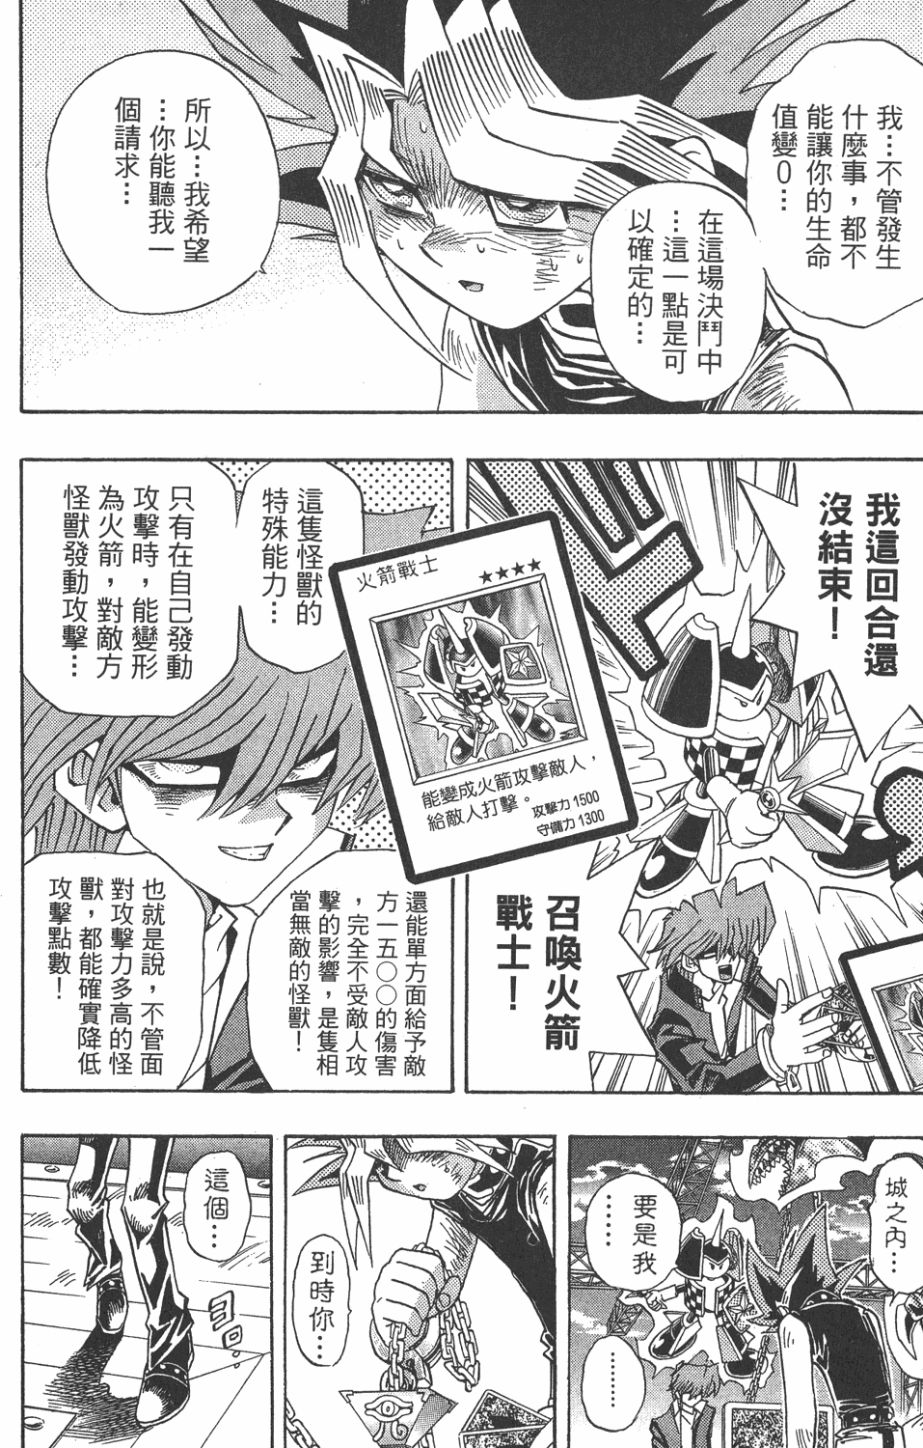 我…不管發生
什麼事，都不
能讓你的生命
值變０…
在這場決鬥中
…這一點是可
以確定的…
所以…我希望
…你能聽我一
個請求…
我這回合還
沒結束！
召喚火箭
戰士！
火箭戰士
★★★★
能變成火箭攻擊敵人，
給敵人打擊。
攻擊力1500
守備力1300
這隻怪獸的
特殊能力…
只有在自己發動
攻擊時，能變形
為火箭，對敵方
怪獸發動攻擊…
還能單方面給予敵
方一五〇〇的傷害
，完全不受敵人攻
擊的影響，是隻相
當無敵的怪獸！
也就是說，不管面
對攻擊力多高的怪
獸，都能確實降低
攻擊點數！
城之內…
要是我
……
……
到時你…
這個…
ヨロ